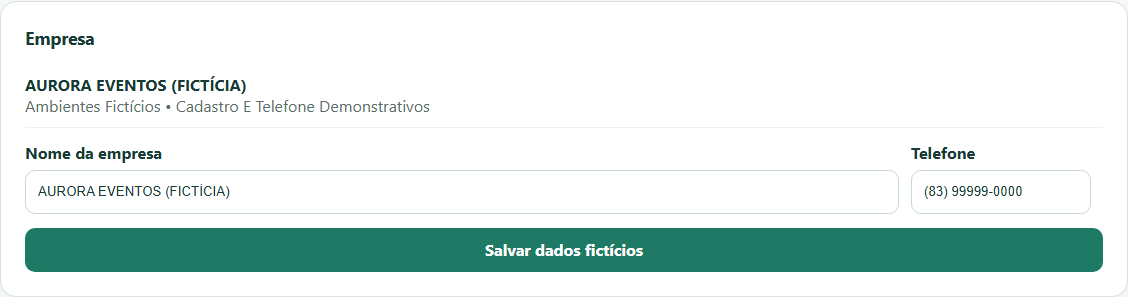 Empresa
AURORA EVENTOS (FICTÍCIA)
Ambientes Fictícios • Cadastro E Telefone Demonstrativos
Nome da empresa
Telefone
AURORA EVENTOS (FICTÍCIA)
(83) 99999-0000
Salvar dados fictícios